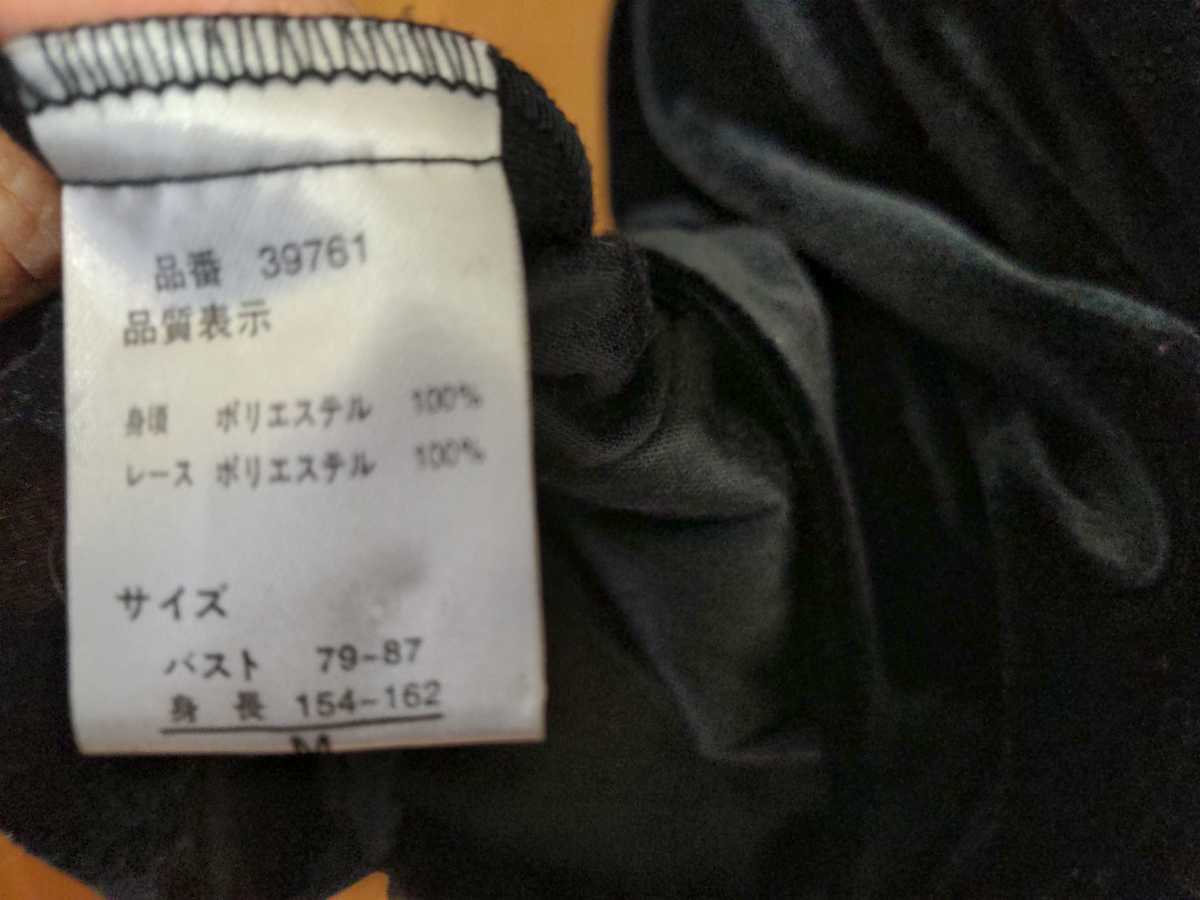 品番 39761
品質表示
身頃 ポリエステル 100%
レース ポリエステル 100%
サイズ
バスト 79-87
身長 154-162
M